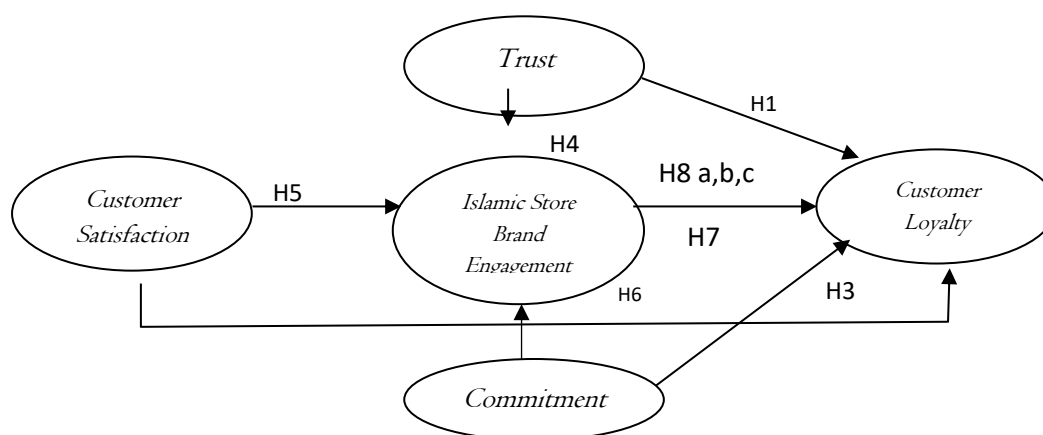 Trust
H1
H4
H8 a,b,c
Customer
Satisfaction
H5
Islamic Store
Brand
Engagement
Customer
Loyalty
H7
H6
H3
Commitment